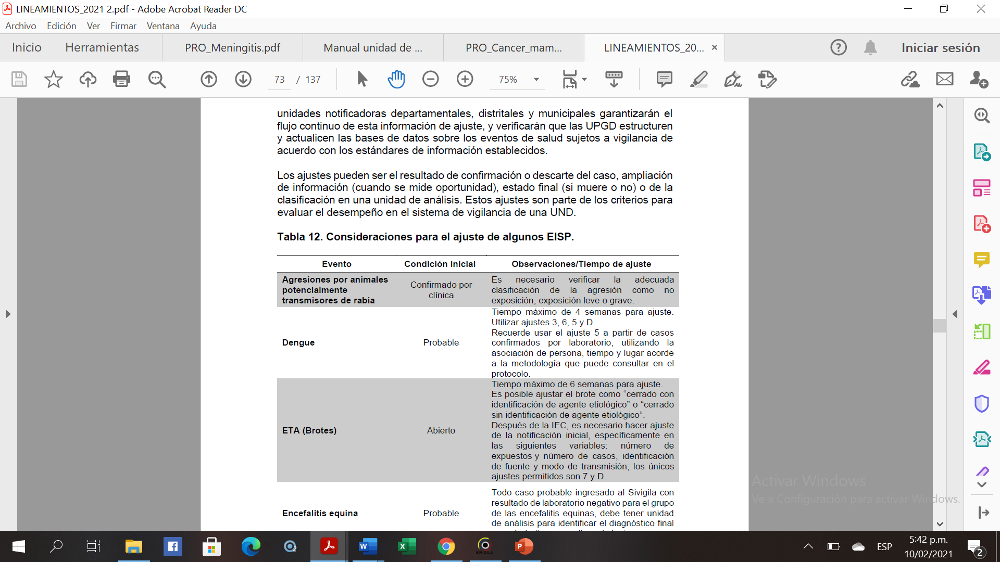 LINEAMIENTOS_2021 2.pdf - Adobe Acrobat Reader DC
Archivo Edición Ver Firmar Ventana Ayuda
Inicio Herramientas PRO_Meningitis.pdf Manual unidad de ... PRO_Cancer_mam... LINEAMIENTOS_20... × Iniciar sesión
73 / 137 75%
unidades notificadoras departamentales, distritales y municipales garantizarán el
flujo continuo de esta información de ajuste, y verificarán que las UPGD estructuren
y actualicen las bases de datos sobre los eventos de salud sujetos a vigilancia de
acuerdo con los estándares de información establecidos.
Los ajustes pueden ser el resultado de confirmación o descarte del caso, ampliación
de información (cuando se mide oportunidad), estado final (si muere o no) o de la
clasificación en una unidad de análisis. Estos ajustes son parte de los criterios para
evaluar el desempeño en el sistema de vigilancia de una UND.
Tabla 12. Consideraciones para el ajuste de algunos EISP.
Evento Condición inicial Observaciones/Tiempo de ajuste
Agresiones por animales
potencialmente
transmisores de rabia
Confirmado por
clínica
Es necesario verificar la adecuada
clasificación de la agresión como no
exposición, exposición leve o grave.
Dengue
Probable
Tiempo máximo de 4 semanas para ajuste.
Utilizar ajustes 3, 6, 5 y D
Recuerde usar el ajuste 5 a partir de casos
confirmados por laboratorio, utilizando la
asociación de persona, tiempo y lugar acorde
a la metodología que puede consultar en el
protocolo.
ETA (Brotes)
Abierto
Tiempo máximo de 6 semanas para ajuste.
Es posible ajustar el brote como “cerrado con
identificación de agente etiológico” o “cerrado
sin identificación de agente etiológico”.
Después de la IEC, es necesario hacer ajuste
de la notificación inicial, específicamente en
las siguientes variables: número de
expuestos y número de casos, identificación
de fuente y modo de transmisión; los únicos
ajustes permitidos son 7 y D.
Encefalitis equina
Probable
Todo caso probable ingresado al Sivigila con
resultado de laboratorio negativo para el grupo
de las encefalitis equinas, debe tener unidad
de análisis para identificar el diagnóstico final
Activar Windows
Ve a Configuración para activar Windows.
SIVIGILA
ESP
5:42 p.m.
10/02/2021
2